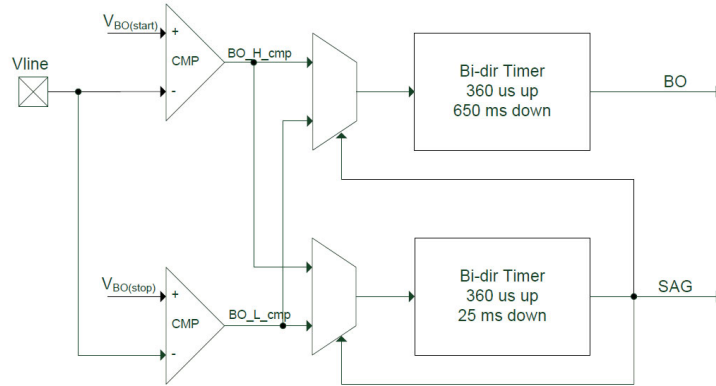 VBO(start)
Vline
+
CMP
-
BO_H_cmp
Bi-dir Timer
360 us up
650 ms down
BO
VBO(stop)
+
CMP
-
BO_L_cmp
Bi-dir Timer
360 us up
25 ms down
SAG